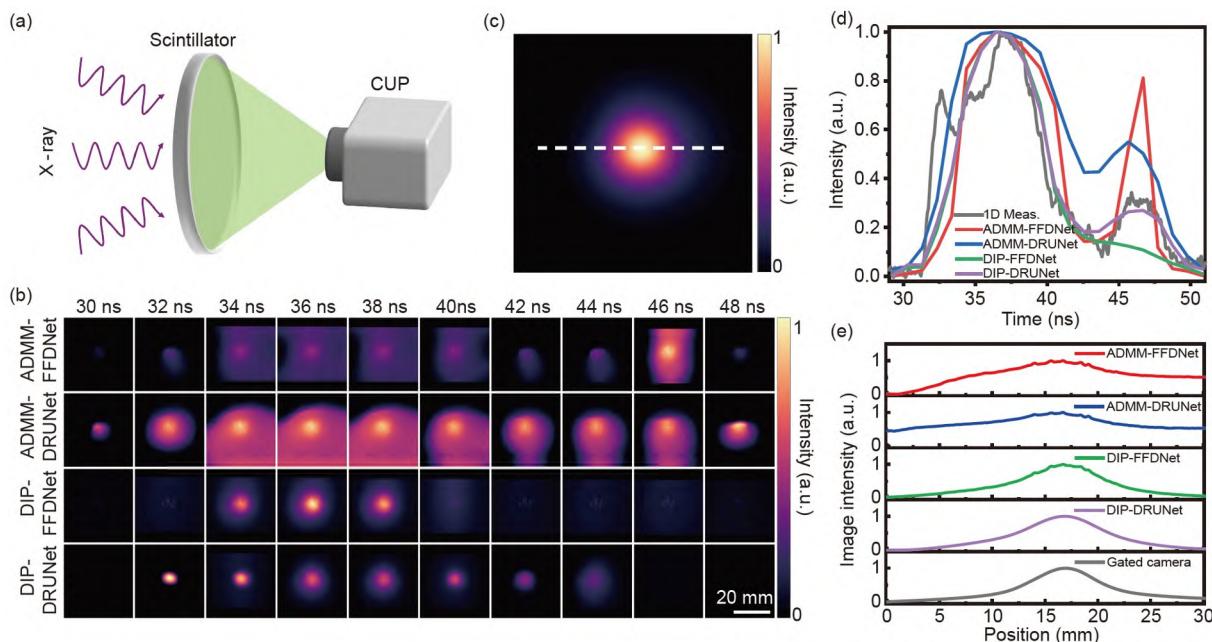 (a)
Scintillator
CUP
X-ray
(b)
30 ns 32 ns 34 ns 36 ns 38 ns 40ns 42 ns 44 ns 46 ns 48 ns
ADMM-
FFDNet
ADMM-
DRUNet
DIP-
FFDNet
DIP-
DRUNet
20 mm
1
Intensity (a.u.)
0
(c)
1
Intensity (a.u.)
0
(d)
Intensity (a.u.)
1.0
0.8
0.6
0.4
0.2
0.0
1D Meas.
ADMM-FFDNet
ADMM-DRUNet
DIP-FFDNet
DIP-DRUNet
30 35 40 45 50
Time (ns)
(e)
Image intensity (a.u.)
1
0
ADMM-FFDNet
1
0
ADMM-DRUNet
1
0
DIP-FFDNet
1
0
DIP-DRUNet
1
0
Gated camera
0 5 10 15 20 25 30
Position (mm)